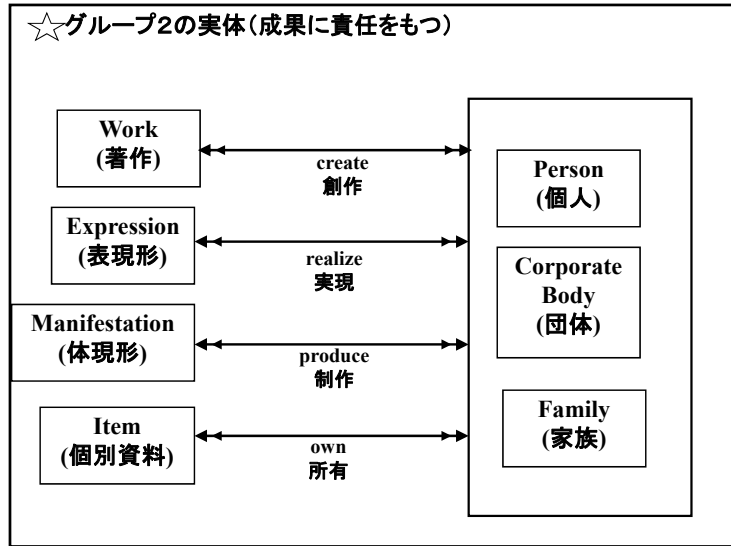 ☆グループ2の実体(成果に責任をもつ)
Work
(著作)
create
創作
Expression
(表現形)
realize
実現
Manifestation
(体現形)
produce
制作
Item
(個別資料)
own
所有
Person
(個人)
Corporate
Body
(団体)
Family
(家族)